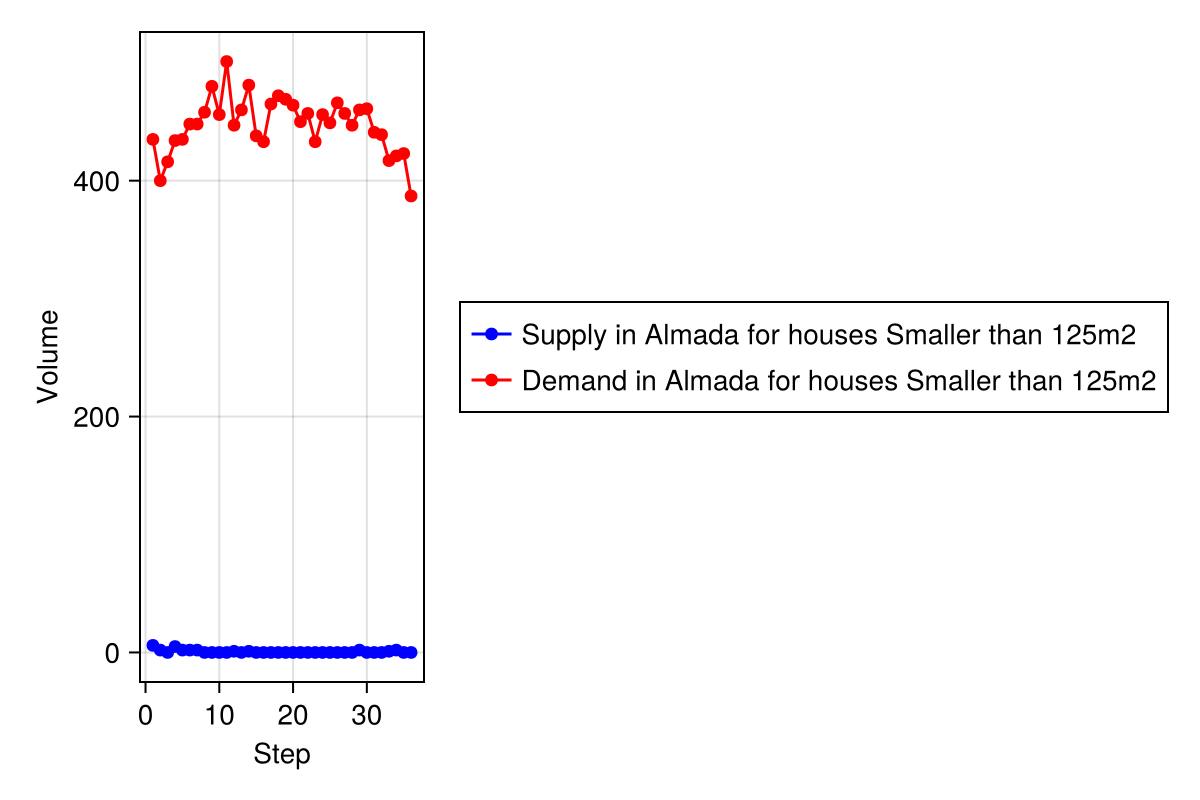 Volume
400
200
0
0 10 20 30
Step
Supply in Almada for houses Smaller than 125m2
Demand in Almada for houses Smaller than 125m2